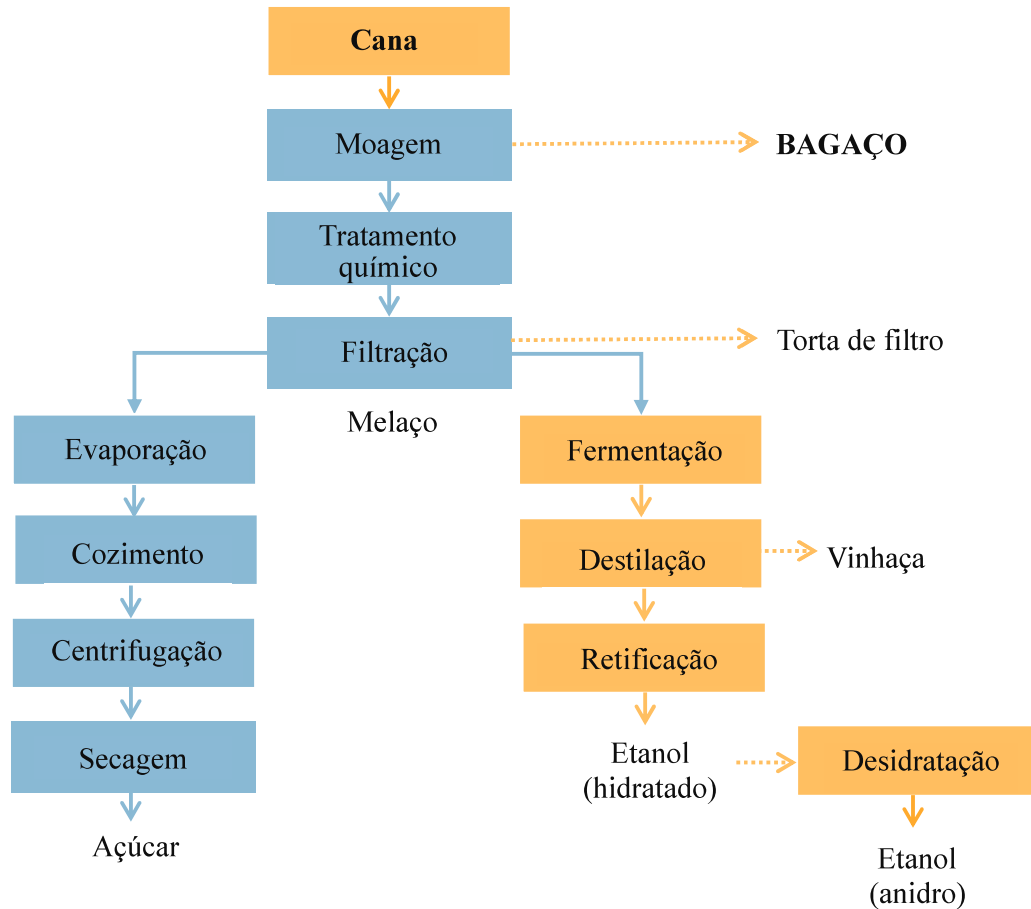 Cana
Moagem
BAGAÇO
Tratamento
químico
Filtração
Torta de filtro
Melaço
Evaporação
Fermentação
Cozimento
Destilação
Vinhaça
Centrifugação
Retificação
Secagem
Etanol
(hidratado)
Desidratação
Açúcar
Etanol
(anidro)